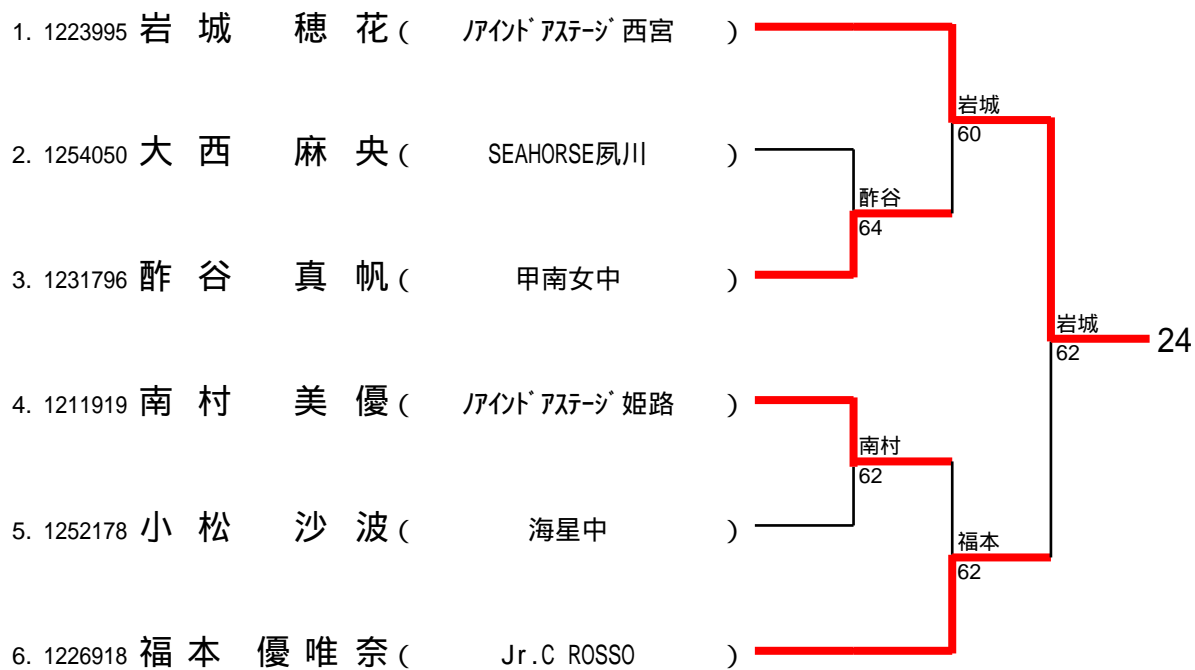 1. 1223995 岩 城 穂 花 ( ﾉｱｲﾝﾄﾞｱｽﾃｰｼﾞ西宮 )
岩城
60
2. 1254050 大 西 麻 央 ( SEAHORSE夙川 )
酢谷
64
3. 1231796 酢 谷 真 帆 ( 甲南女中 )
岩城
62
24
4. 1211919 南 村 美 優 ( ﾉｱｲﾝﾄﾞｱｽﾃｰｼﾞ姫路 )
南村
62
5. 1252178 小 松 沙 波 ( 海星中 )
福本
62
6. 1226918 福 本 優 唯 奈 ( Jr.C ROSSO )